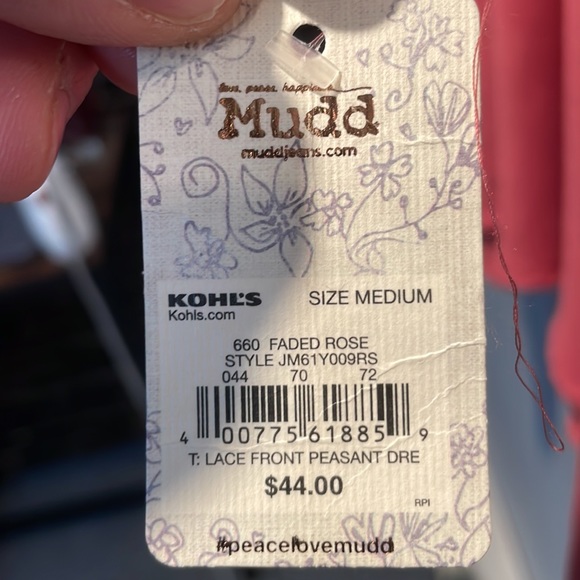 love. peace. happiness.
Mudd
muddjeans.com
KOHL'S SIZE MEDIUM
Kohls.com
660 FADED ROSE
STYLE JM61Y009RS
044 70 72
4 00775 61885 9
T: LACE FRONT PEASANT DRE
$44.00
RPI
#peacelovemudd